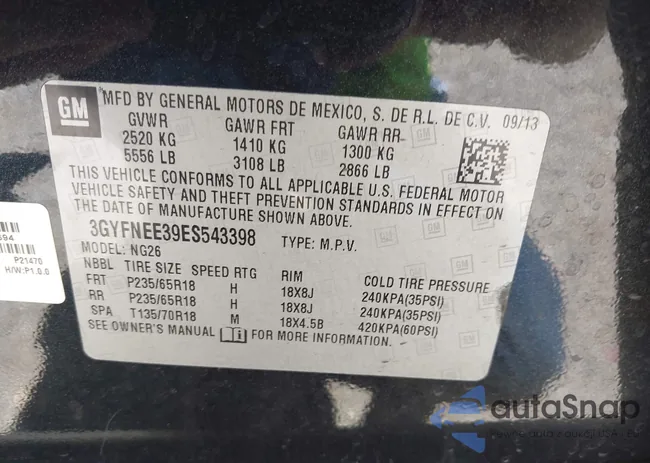 GM
MFD BY GENERAL MOTORS DE MEXICO, S. DE R.L. DE C.V. 09/13
GVWR GAWR FRT GAWR RR
2520 KG 1410 KG 1300 KG
5556 LB 3108 LB 2866 LB
THIS VEHICLE CONFORMS TO ALL APPLICABLE U.S. FEDERAL MOTOR
VEHICLE SAFETY AND THEFT PREVENTION STANDARDS IN EFFECT ON
THE DATE OF MANUFACTURE SHOWN ABOVE.
3GYFNEE39ES543398 TYPE: M.P.V.
MODEL: NG26
NBBL TIRE SIZE SPEED RTG RIM COLD TIRE PRESSURE
FRT P235/65R18 H 18X8J 240KPA(35PSI)
RR P235/65R18 H 18X8J 240KPA(35PSI)
SPA T135/70R18 M 18X4.5B 420KPA(60PSI)
SEE OWNER'S MANUAL FOR MORE INFORMATION.
594
P21470
H/W:P1.0.0
autaSnap